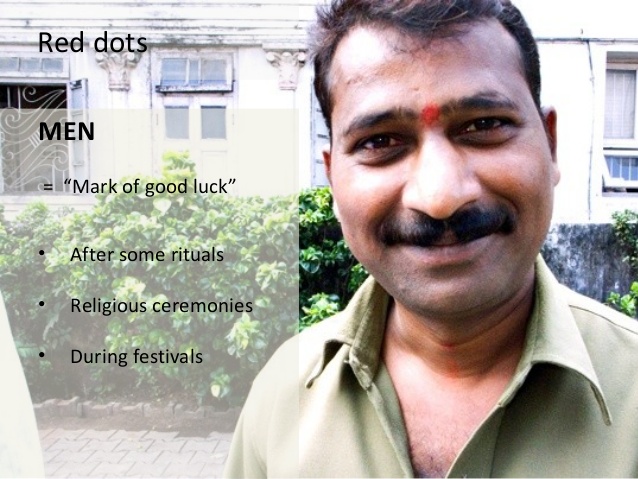 Red dots
MEN
= “Mark of good luck”
• After some rituals
• Religious ceremonies
• During festivals